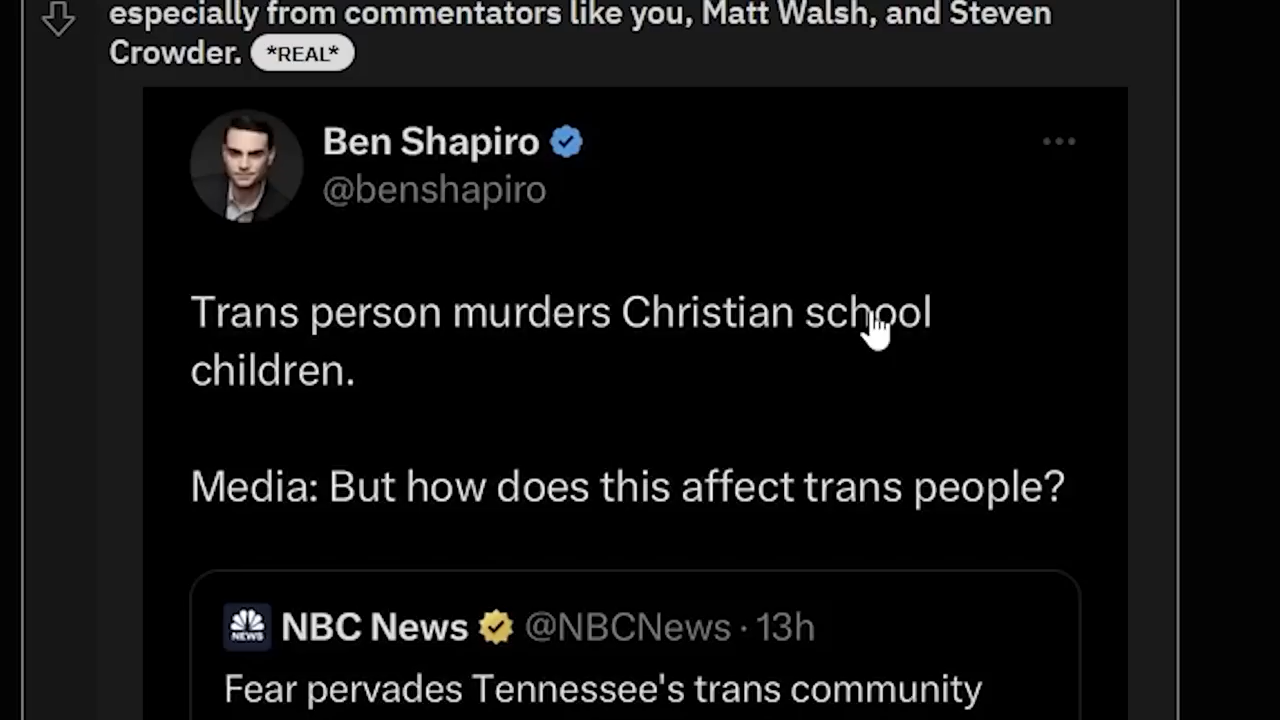 especially from commentators like you, Matt Walsh, and Steven
Crowder. *REAL*
Ben Shapiro
@benshapiro
Trans person murders Christian school
children.
Media: But how does this affect trans people?
NEWS
NBC News @NBCNews · 13h
Fear pervades Tennessee's trans community